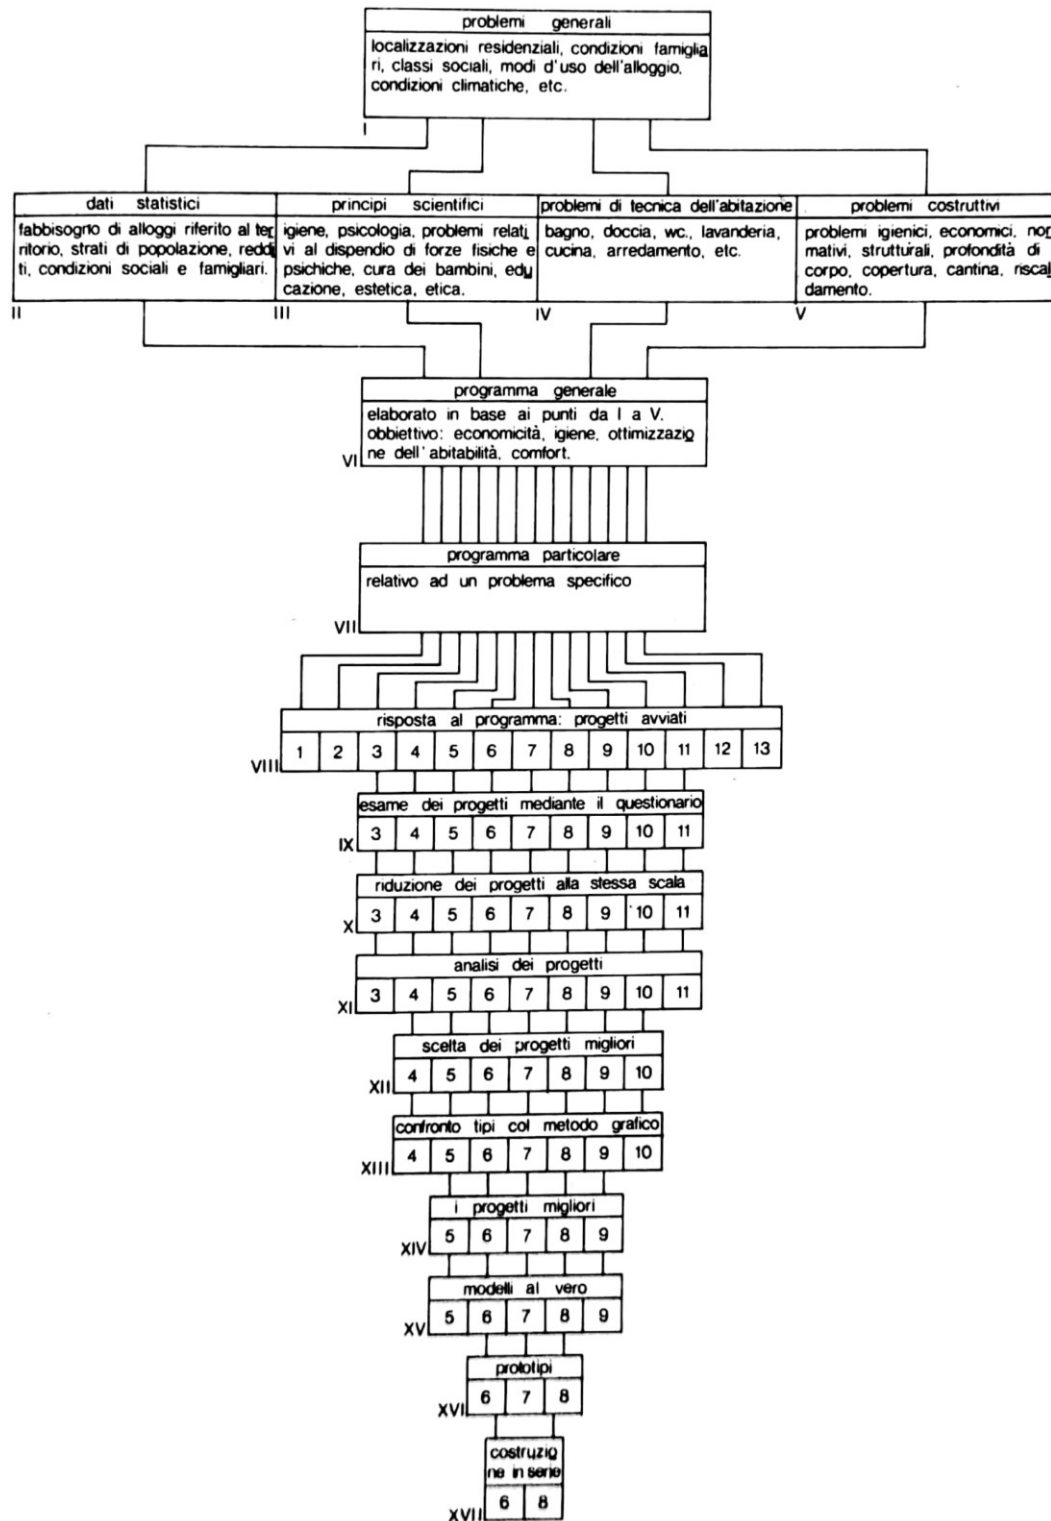 problemi generali
localizzazioni residenziali, condizioni famiglia
ri, classi sociali, modi d'uso dell'alloggio,
condizioni climatiche, etc.
I
dati statistici
fabbisogno di alloggi riferito al ter
ritorio, strati di popolazione, reddi
ti, condizioni sociali e famigliari.
II
principi scientifici
igiene, psicologia, problemi relati
vi al dispendio di forze fisiche e
psichiche, cura dei bambini, edu
cazione, estetica, etica.
III
problemi di tecnica dell'abitazione
bagno, doccia, wc., lavanderia,
cucina, arredamento, etc.
IV
problemi costruttivi
problemi igienici, economici, nor
mativi, strutturali, profondità di
corpo, copertura, cantina, riscal
damento.
V
programma generale
elaborato in base ai punti da I a V.
obbiettivo: economicità, igiene, ottimizzazio
ne dell'abitabilità, comfort.
VI
programma particolare
relativo ad un problema specifico
VII
risposta al programma: progetti avviati
VIII 1 2 3 4 5 6 7 8 9 10 11 12 13
esame dei progetti mediante il questionario
IX 3 4 5 6 7 8 9 10 11
riduzione dei progetti alla stessa scala
X 3 4 5 6 7 8 9 10 11
analisi dei progetti
XI 3 4 5 6 7 8 9 10 11
scelta dei progetti migliori
XII 4 5 6 7 8 9 10
confronto tipi col metodo grafico
XIII 4 5 6 7 8 9 10
i progetti migliori
XIV 5 6 7 8 9
modelli al vero
XV 5 6 7 8 9
prototipi
XVI 6 7 8
costruzio
ne in serie
XVII 6 8